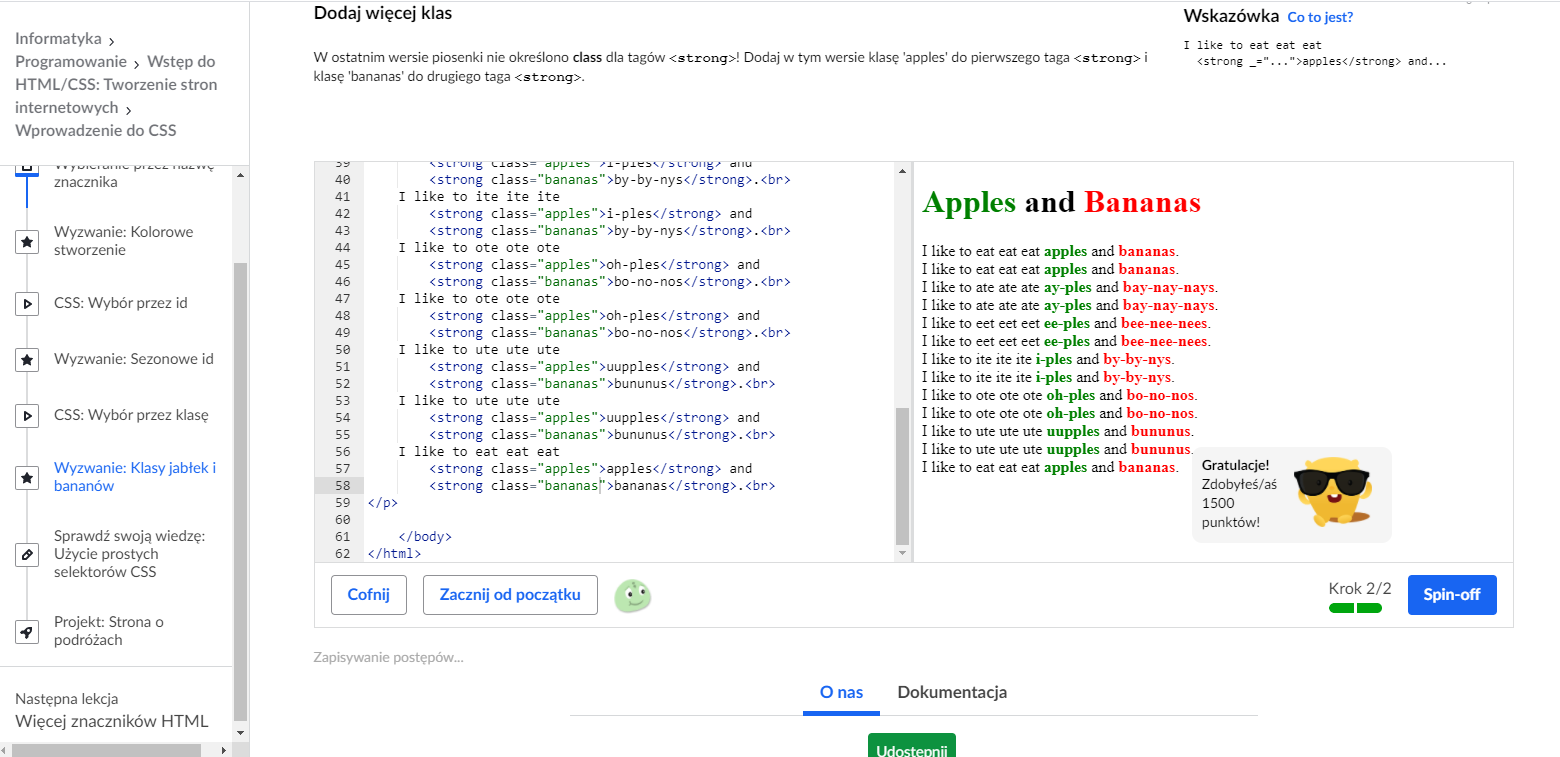 Informatyka >
Programowanie > Wstęp do
HTML/CSS: Tworzenie stron
internetowych >
Wprowadzenie do CSS
Wybieranie przez nazwę
znacznika
Wyzwanie: Kolorowe
stworzenie
CSS: Wybór przez id
Wyzwanie: Sezonowe id
CSS: Wybór przez klasę
Wyzwanie: Klasy jabłek i
bananów
Sprawdź swoją wiedzę:
Użycie prostych
selektorów CSS
Projekt: Strona o
podróżach
Następna lekcja
Więcej znaczników HTML
Dodaj więcej klas
W ostatnim wersie piosenki nie określono class dla tagów <strong>! Dodaj w tym wersie klasę 'apples' do pierwszego taga <strong> i
klasę 'bananas' do drugiego taga <strong>.
Wskazówka Co to jest?
I like to eat eat eat
<strong _="...">apples</strong> and...
39 <strong class="apples">i-ples</strong> and
40 <strong class="bananas">by-by-nys</strong>.<br>
41 I like to ite ite ite
42 <strong class="apples">i-ples</strong> and
43 <strong class="bananas">by-by-nys</strong>.<br>
44 I like to ote ote ote
45 <strong class="apples">oh-ples</strong> and
46 <strong class="bananas">bo-no-nos</strong>.<br>
47 I like to ote ote ote
48 <strong class="apples">oh-ples</strong> and
49 <strong class="bananas">bo-no-nos</strong>.<br>
50 I like to ute ute ute
51 <strong class="apples">uupples</strong> and
52 <strong class="bananas">bununus</strong>.<br>
53 I like to ute ute ute
54 <strong class="apples">uupples</strong> and
55 <strong class="bananas">bununus</strong>.<br>
56 I like to eat eat eat
57 <strong class="apples">apples</strong> and
58 <strong class="bananas">bananas</strong>.<br>
59 </p>
60
61 </body>
62 </html>
Apples and Bananas
I like to eat eat eat apples and bananas.
I like to eat eat eat apples and bananas.
I like to ate ate ate ay-ples and bay-nay-nays.
I like to ate ate ate ay-ples and bay-nay-nays.
I like to eet eet eet ee-ples and bee-nee-nees.
I like to eet eet eet ee-ples and bee-nee-nees.
I like to ite ite ite i-ples and by-by-nys.
I like to ite ite ite i-ples and by-by-nys.
I like to ote ote ote oh-ples and bo-no-nos.
I like to ote ote ote oh-ples and bo-no-nos.
I like to ute ute ute uupples and bununus.
I like to ute ute ute uupples and bununus.
I like to eat eat eat apples and bananas.
Gratulacje!
Zdobyłeś/aś
1500
punktów!
Cofnij
Zacznij od początku
Krok 2/2
Spin-off
Zapisywanie postępów...
O nas
Dokumentacja
Udostępnij